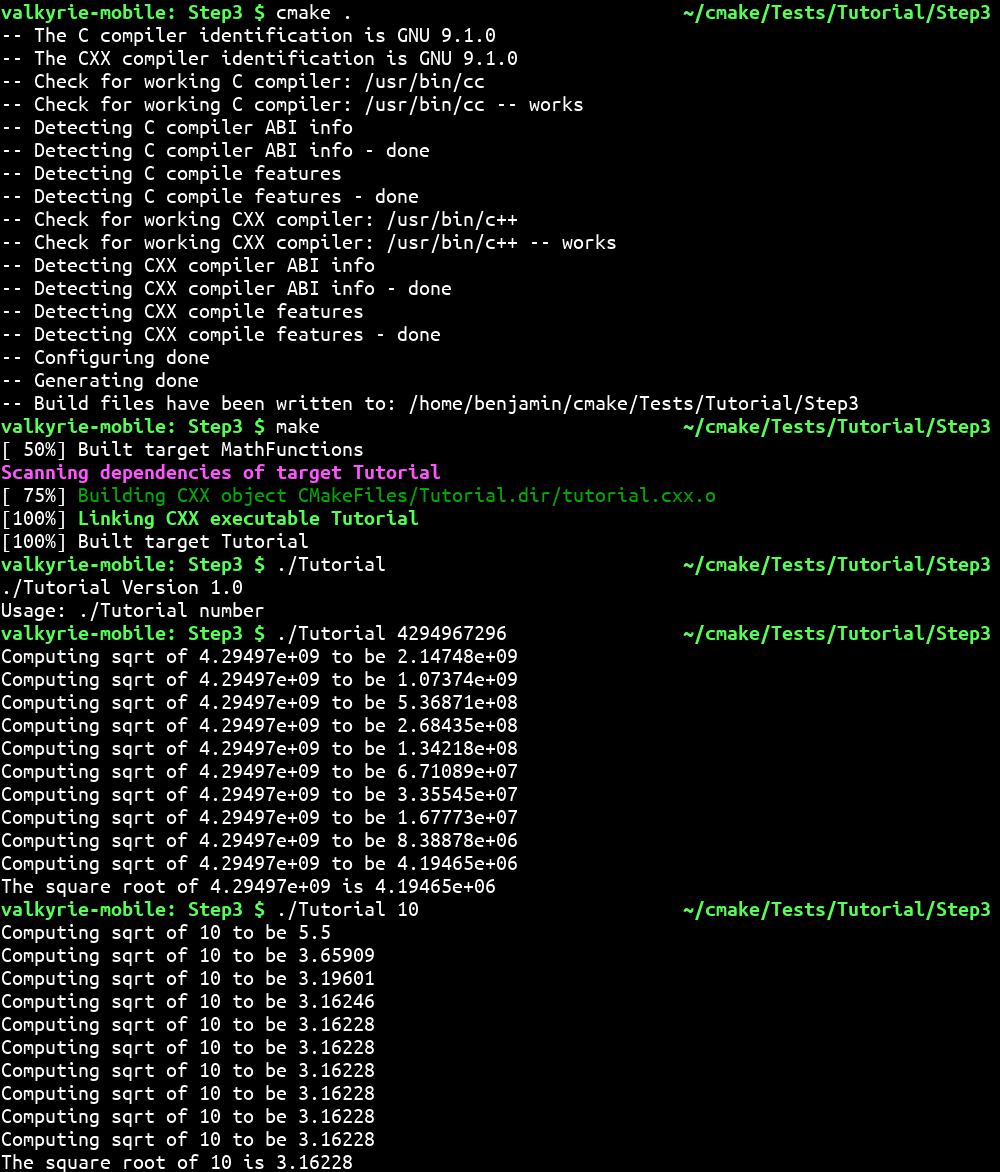 valkyrie-mobile: Step3 $ cmake . ~/cmake/Tests/Tutorial/Step3
-- The C compiler identification is GNU 9.1.0
-- The CXX compiler identification is GNU 9.1.0
-- Check for working C compiler: /usr/bin/cc
-- Check for working C compiler: /usr/bin/cc -- works
-- Detecting C compiler ABI info
-- Detecting C compiler ABI info - done
-- Detecting C compile features
-- Detecting C compile features - done
-- Check for working CXX compiler: /usr/bin/c++
-- Check for working CXX compiler: /usr/bin/c++ -- works
-- Detecting CXX compiler ABI info
-- Detecting CXX compiler ABI info - done
-- Detecting CXX compile features
-- Detecting CXX compile features - done
-- Configuring done
-- Generating done
-- Build files have been written to: /home/benjamin/cmake/Tests/Tutorial/Step3
valkyrie-mobile: Step3 $ make ~/cmake/Tests/Tutorial/Step3
[ 50%] Built target MathFunctions
Scanning dependencies of target Tutorial
[ 75%] Building CXX object CMakeFiles/Tutorial.dir/tutorial.cxx.o
[100%] Linking CXX executable Tutorial
[100%] Built target Tutorial
valkyrie-mobile: Step3 $ ./Tutorial ~/cmake/Tests/Tutorial/Step3
./Tutorial Version 1.0
Usage: ./Tutorial number
valkyrie-mobile: Step3 $ ./Tutorial 4294967296 ~/cmake/Tests/Tutorial/Step3
Computing sqrt of 4.29497e+09 to be 2.14748e+09
Computing sqrt of 4.29497e+09 to be 1.07374e+09
Computing sqrt of 4.29497e+09 to be 5.36871e+08
Computing sqrt of 4.29497e+09 to be 2.68435e+08
Computing sqrt of 4.29497e+09 to be 1.34218e+08
Computing sqrt of 4.29497e+09 to be 6.71089e+07
Computing sqrt of 4.29497e+09 to be 3.35545e+07
Computing sqrt of 4.29497e+09 to be 1.67773e+07
Computing sqrt of 4.29497e+09 to be 8.38878e+06
Computing sqrt of 4.29497e+09 to be 4.19465e+06
The square root of 4.29497e+09 is 4.19465e+06
valkyrie-mobile: Step3 $ ./Tutorial 10 ~/cmake/Tests/Tutorial/Step3
Computing sqrt of 10 to be 5.5
Computing sqrt of 10 to be 3.65909
Computing sqrt of 10 to be 3.19601
Computing sqrt of 10 to be 3.16246
Computing sqrt of 10 to be 3.16228
Computing sqrt of 10 to be 3.16228
Computing sqrt of 10 to be 3.16228
Computing sqrt of 10 to be 3.16228
Computing sqrt of 10 to be 3.16228
Computing sqrt of 10 to be 3.16228
The square root of 10 is 3.16228